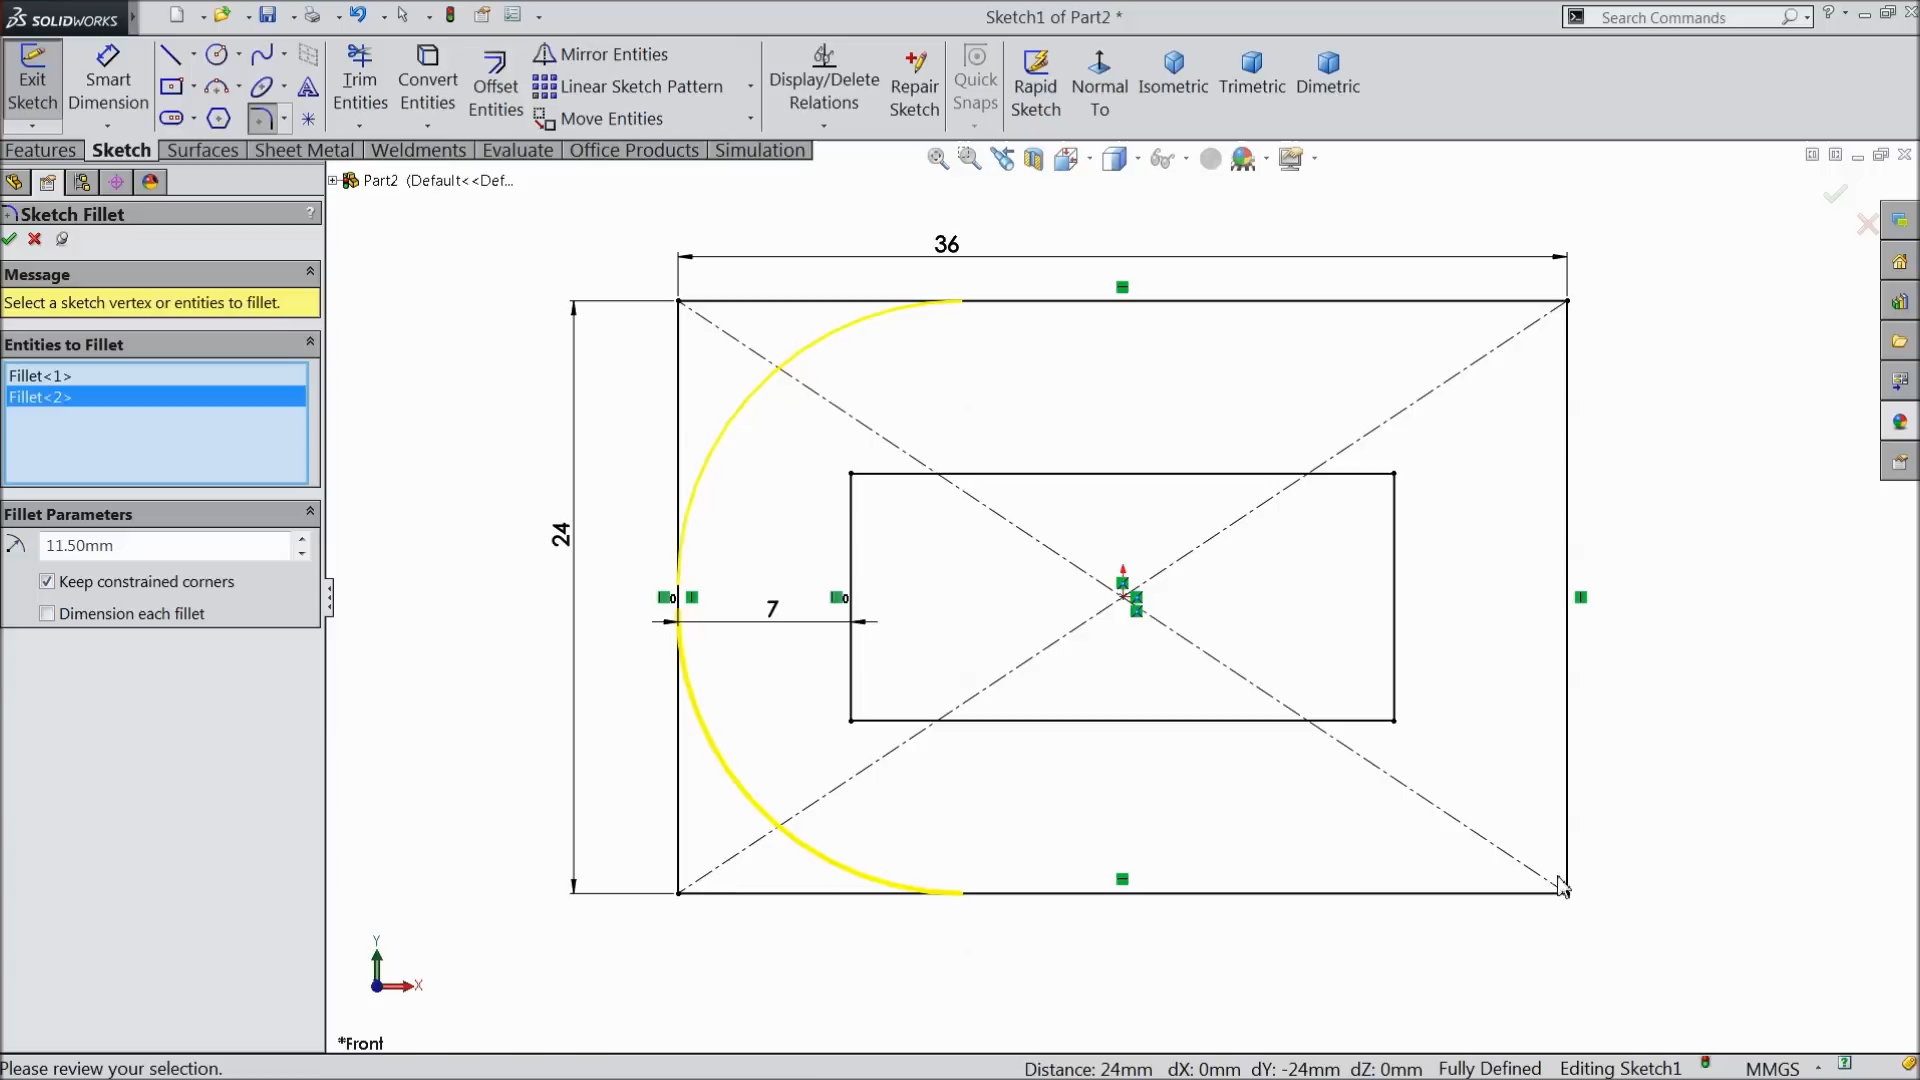 SOLIDWORKS
Sketch1 of Part2 *
Search Commands
?
Exit Sketch
Smart Dimension
Trim Entities
Convert Entities
Offset Entities
Mirror Entities
Linear Sketch Pattern
Move Entities
Display/Delete Relations
Repair Sketch
Quick Snaps
Rapid Sketch
Normal To
Isometric
Trimetric
Dimetric
Features
Sketch
Surfaces
Sheet Metal
Weldments
Evaluate
Office Products
Simulation
Part2 (Default<<Def...
Sketch Fillet
?
Message
Select a sketch vertex or entities to fillet.
Entities to Fillet
Fillet<1>
Fillet<2>
Fillet Parameters
11.50mm
Keep constrained corners
Dimension each fillet
36
24
7
0
0
Y
X
*Front
Please review your selection.
Distance: 24mm dX: 0mm dY: -24mm dZ: 0mm
Fully Defined
Editing Sketch1
MMGS
?